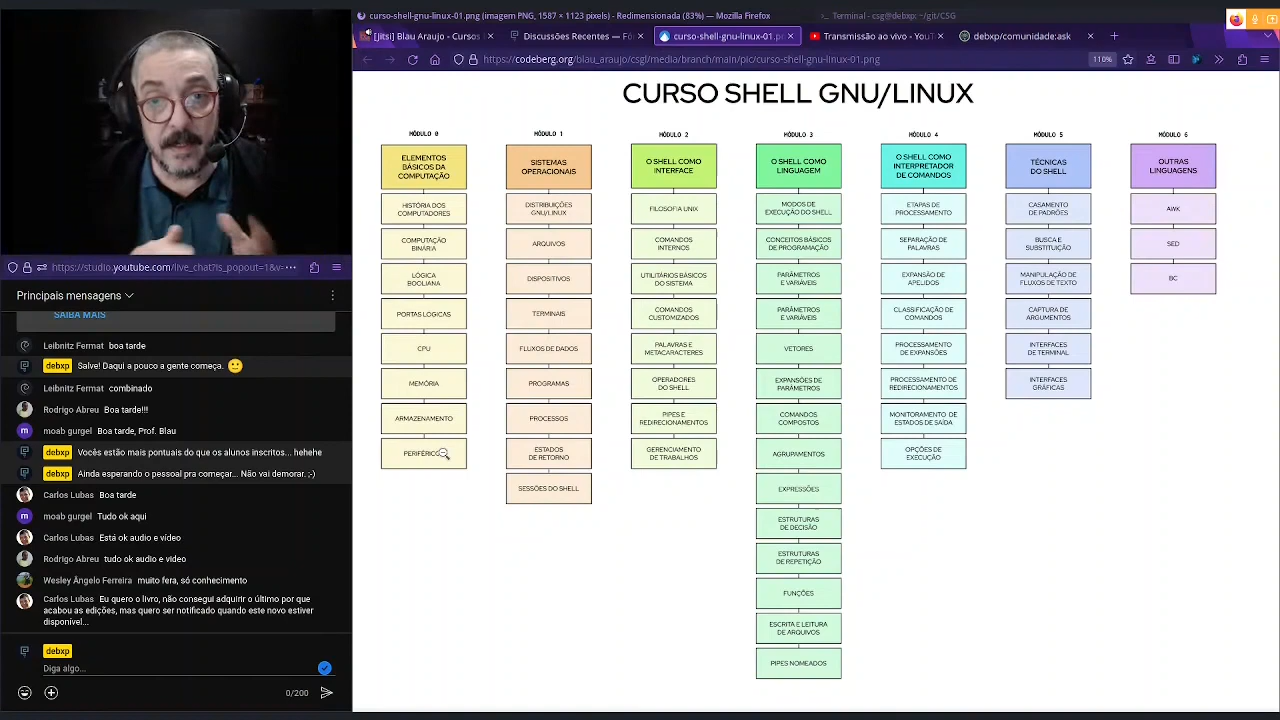 curso-shell-gnu-linux-01.png (imagem PNG, 1587 × 1123 pixels) - Redimensionada (83%) — Mozilla Firefox
Terminal - csg@debxp: ~/git/CSG
[Jitsi] Blau Araujo - Cursos
Discussões Recentes — Fó
curso-shell-gnu-linux-01.p
Transmissão ao vivo - YouT
debxp/comunidade:ask
https://codeberg.org/blau_araujo/csgl/media/branch/main/pic/curso-shell-gnu-linux-01.png
110%
CURSO SHELL GNU/LINUX
MÓDULO 0
ELEMENTOS
BÁSICOS DA
COMPUTAÇÃO
HISTÓRIA DOS
COMPUTADORES
COMPUTAÇÃO
BINÁRIA
LÓGICA
BOOLIANA
PORTAS LÓGICAS
CPU
MEMÓRIA
ARMAZENAMENTO
PERIFÉRICO
MÓDULO 1
SISTEMAS
OPERACIONAIS
DISTRIBUIÇÕES
GNU/LINUX
ARQUIVOS
DISPOSITIVOS
TERMINAIS
FLUXOS DE DADOS
PROGRAMAS
PROCESSOS
ESTADOS
DE RETORNO
SESSÕES DO SHELL
MÓDULO 2
O SHELL COMO
INTERFACE
FILOSOFIA UNIX
COMANDOS
INTERNOS
UTILITÁRIOS BÁSICOS
DO SISTEMA
COMANDOS
CUSTOMIZADOS
PALAVRAS E
METACARACTERES
OPERADORES
DO SHELL
PIPES E
REDIRECIONAMENTOS
GERENCIAMENTO
DE TRABALHOS
MÓDULO 3
O SHELL COMO
LINGUAGEM
MODOS DE
EXECUÇÃO DO SHELL
CONCEITOS BÁSICOS
DE PROGRAMAÇÃO
PARÂMETROS
E VARIÁVEIS
PARÂMETROS
E VARIÁVEIS
VETORES
EXPANSÕES DE
PARÂMETROS
COMANDOS
COMPOSTOS
AGRUPAMENTOS
EXPRESSÕES
ESTRUTURAS
DE DECISÃO
ESTRUTURAS
DE REPETIÇÃO
FUNÇÕES
ESCRITA E LEITURA
DE ARQUIVOS
PIPES NOMEADOS
MÓDULO 4
O SHELL COMO
INTERPRETADOR
DE COMANDOS
ETAPAS DE
PROCESSAMENTO
SEPARAÇÃO DE
PALAVRAS
EXPANSÃO DE
APELIDOS
CLASSIFICAÇÃO DE
COMANDOS
PROCESSAMENTO
DE EXPANSÕES
PROCESSAMENTO DE
REDIRECIONAMENTOS
MONITORAMENTO DE
ESTADOS DE SAÍDA
OPÇÕES DE
EXECUÇÃO
MÓDULO 5
TÉCNICAS
DO SHELL
CASAMENTO
DE PADRÕES
BUSCA E
SUBSTITUIÇÃO
MANIPULAÇÃO DE
FLUXOS DE TEXTO
CAPTURA DE
ARGUMENTOS
INTERFACES
DE TERMINAL
INTERFACES
GRÁFICAS
MÓDULO 6
OUTRAS
LINGUAGENS
AWK
SED
BC
https://studio.youtube.com/live_chat?is_popout=1&v=
Principais mensagens
SAIBA MAIS
Leibnitz Fermat boa tarde
debxp Salve! Daqui a pouco a gente começa. 🙂
Leibnitz Fermat combinado
Rodrigo Abreu Boa tarde!!!
m moab gurgel Boa tarde, Prof. Blau
debxp Vocês estão mais pontuais do que os alunos inscritos... hehehe
debxp Ainda esperando o pessoal pra começar... Não vai demorar. ;-)
Carlos Lubas Boa tarde
m moab gurgel Tudo ok aqui
Carlos Lubas Está ok audio e vídeo
Rodrigo Abreu tudo ok audio e video
Wesley Ângelo Ferreira muito fera, só conhecimento
Carlos Lubas Eu quero o livro, não consegui adquirir o último por que
acabou as edições, mas quero ser notificado quando este novo estiver
disponível...
debxp
Diga algo...
0/200